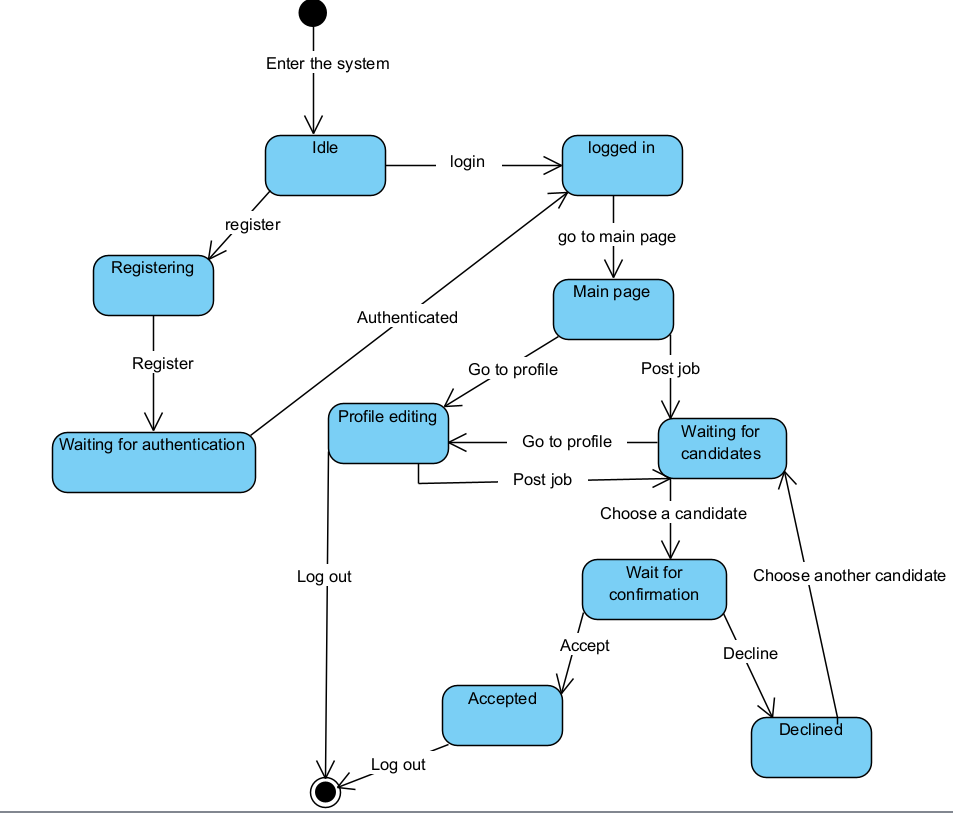 Enter the system
Idle
login
logged in
register
go to main page
Registering
Main page
Authenticated
Register
Go to profile
Post job
Profile editing
Waiting for
candidates
Waiting for authentication
Go to profile
Post job
Choose a candidate
Wait for
confirmation
Log out
Choose another candidate
Accept
Decline
Accepted
Declined
Log out